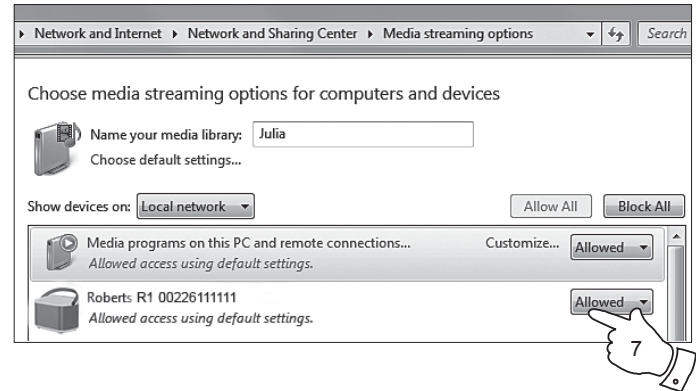 Network and Internet ▸ Network and Sharing Center ▸ Media streaming options Search
Choose media streaming options for computers and devices
Name your media library: Julia
Choose default settings...
Show devices on: Local network Allow All Block All
Media programs on this PC and remote connections... Customize... Allowed
Allowed access using default settings.
Roberts R1 00226111111 Allowed
Allowed access using default settings.
7